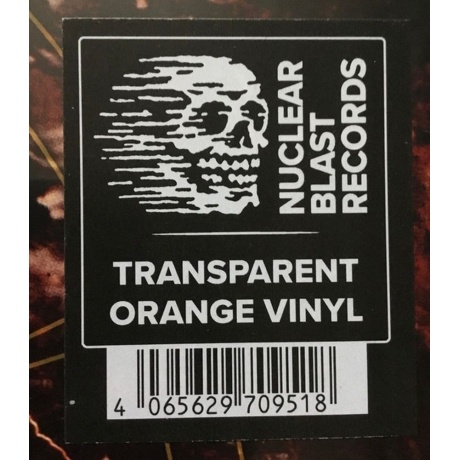 NUCLEAR
BLAST
RECORDS
TRANSPARENT
ORANGE VINYL
4 065629 709518